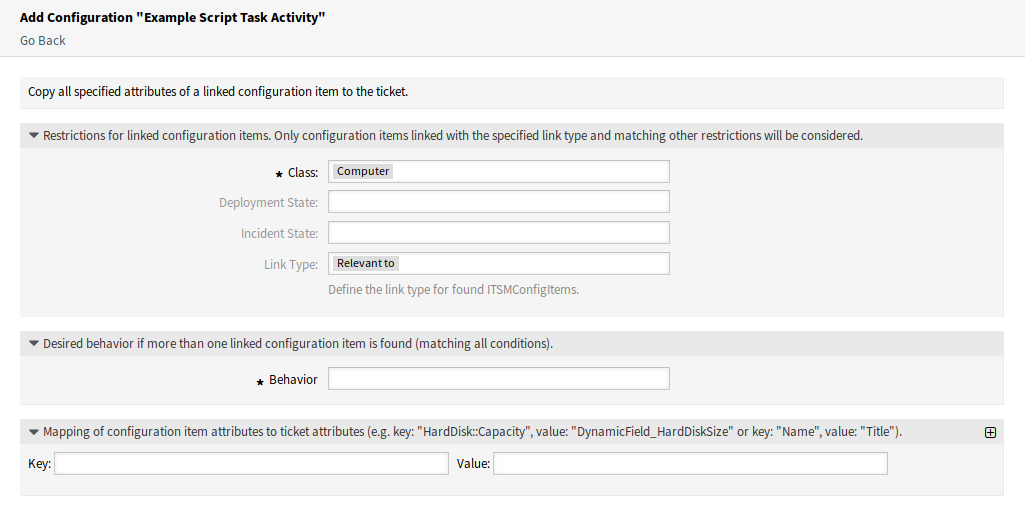 Add Configuration "Example Script Task Activity"
Go Back
Copy all specified attributes of a linked configuration item to the ticket.
Restrictions for linked configuration items. Only configuration items linked with the specified link type and matching other restrictions will be considered.
★ Class: Computer
Deployment State:
Incident State:
Link Type: Relevant to
Define the link type for found ITSMConfigItems.
Desired behavior if more than one linked configuration item is found (matching all conditions).
★ Behavior
Mapping of configuration item attributes to ticket attributes (e.g. key: "HardDisk::Capacity", value: "DynamicField_HardDiskSize" or key: "Name", value: "Title").
Key: Value: